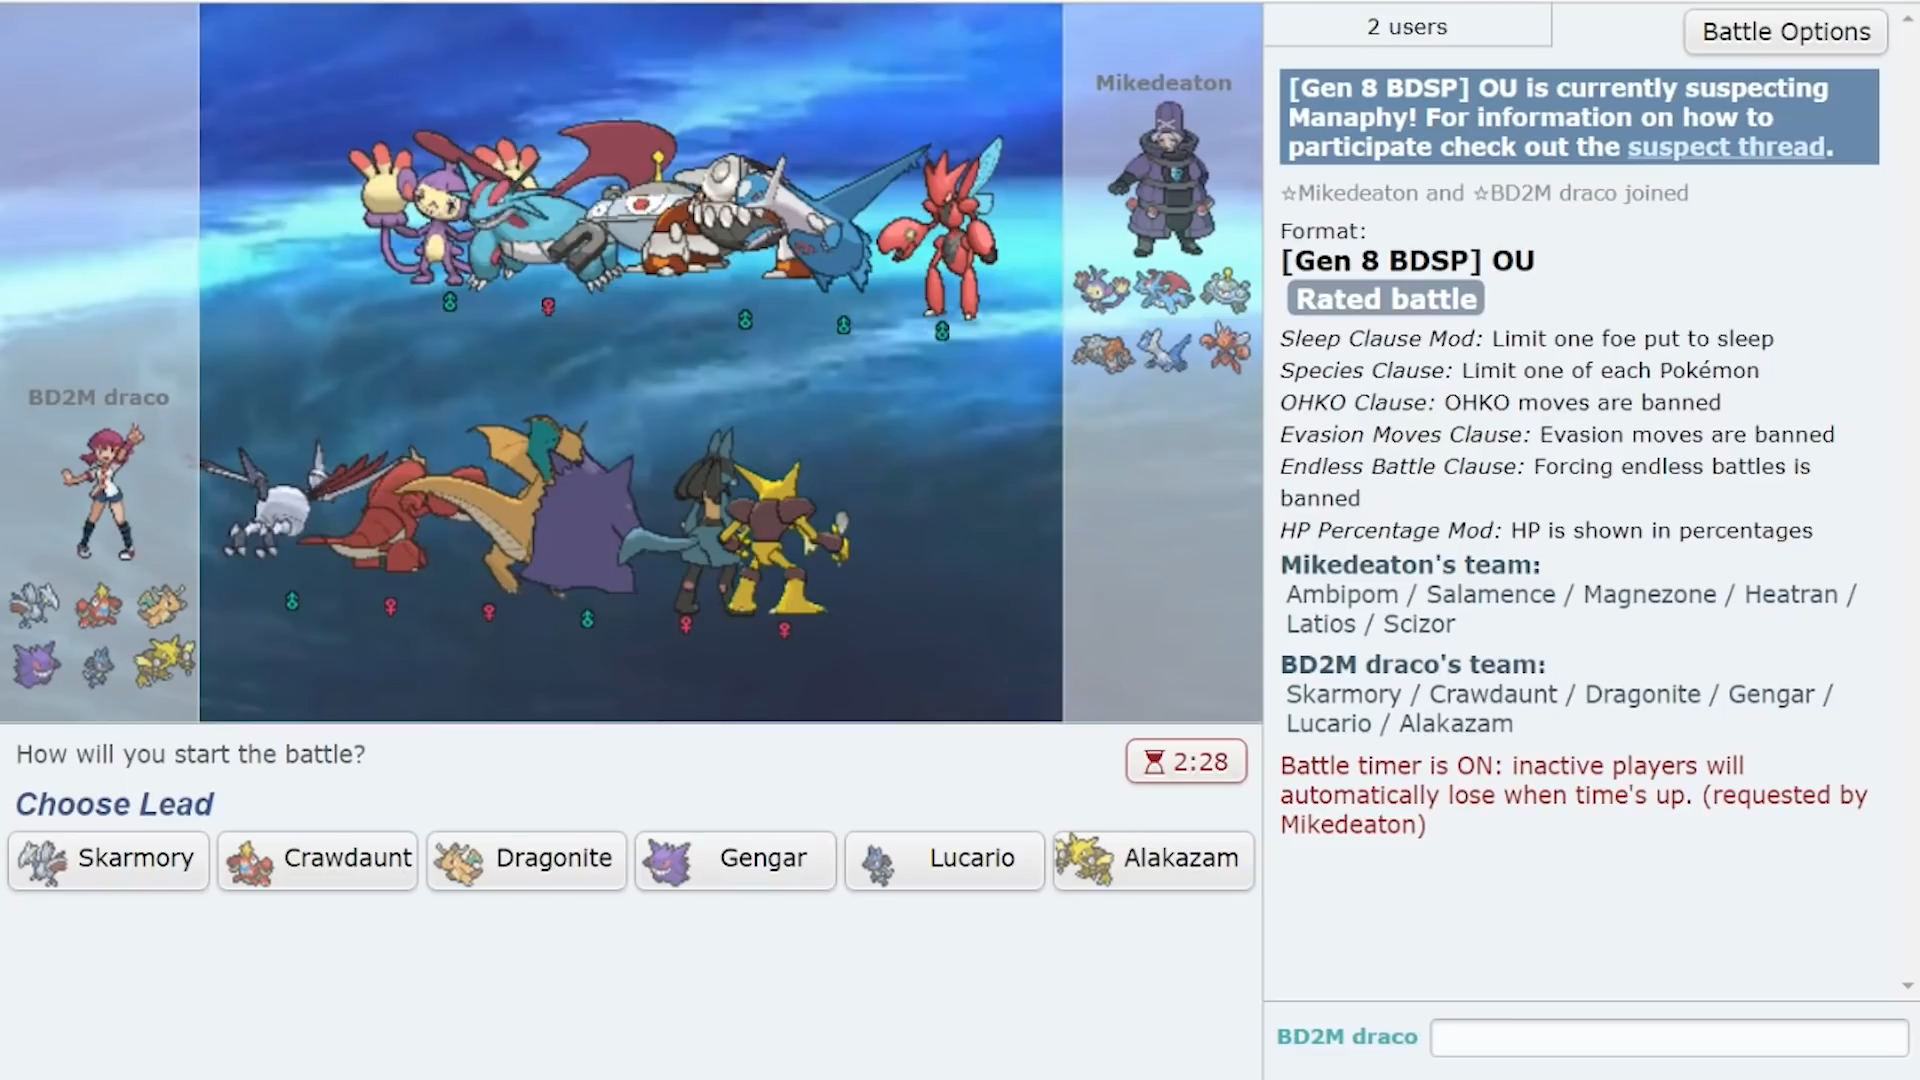 2 users
Battle Options
Mikedeaton
[Gen 8 BDSP] OU is currently suspecting
Manaphy! For information on how to
participate check out the suspect thread.
☆Mikedeaton and ☆BD2M draco joined
Format:
[Gen 8 BDSP] OU
Rated battle
Sleep Clause Mod: Limit one foe put to sleep
Species Clause: Limit one of each Pokémon
OHKO Clause: OHKO moves are banned
Evasion Moves Clause: Evasion moves are banned
Endless Battle Clause: Forcing endless battles is
banned
HP Percentage Mod: HP is shown in percentages
Mikedeaton's team:
Ambipom / Salamence / Magnezone / Heatran /
Latios / Scizor
BD2M draco's team:
Skarmory / Crawdaunt / Dragonite / Gengar /
Lucario / Alakazam
Battle timer is ON: inactive players will
automatically lose when time's up. (requested by
Mikedeaton)
BD2M draco
How will you start the battle?
2:28
Choose Lead
Skarmory
Crawdaunt
Dragonite
Gengar
Lucario
Alakazam
BD2M draco